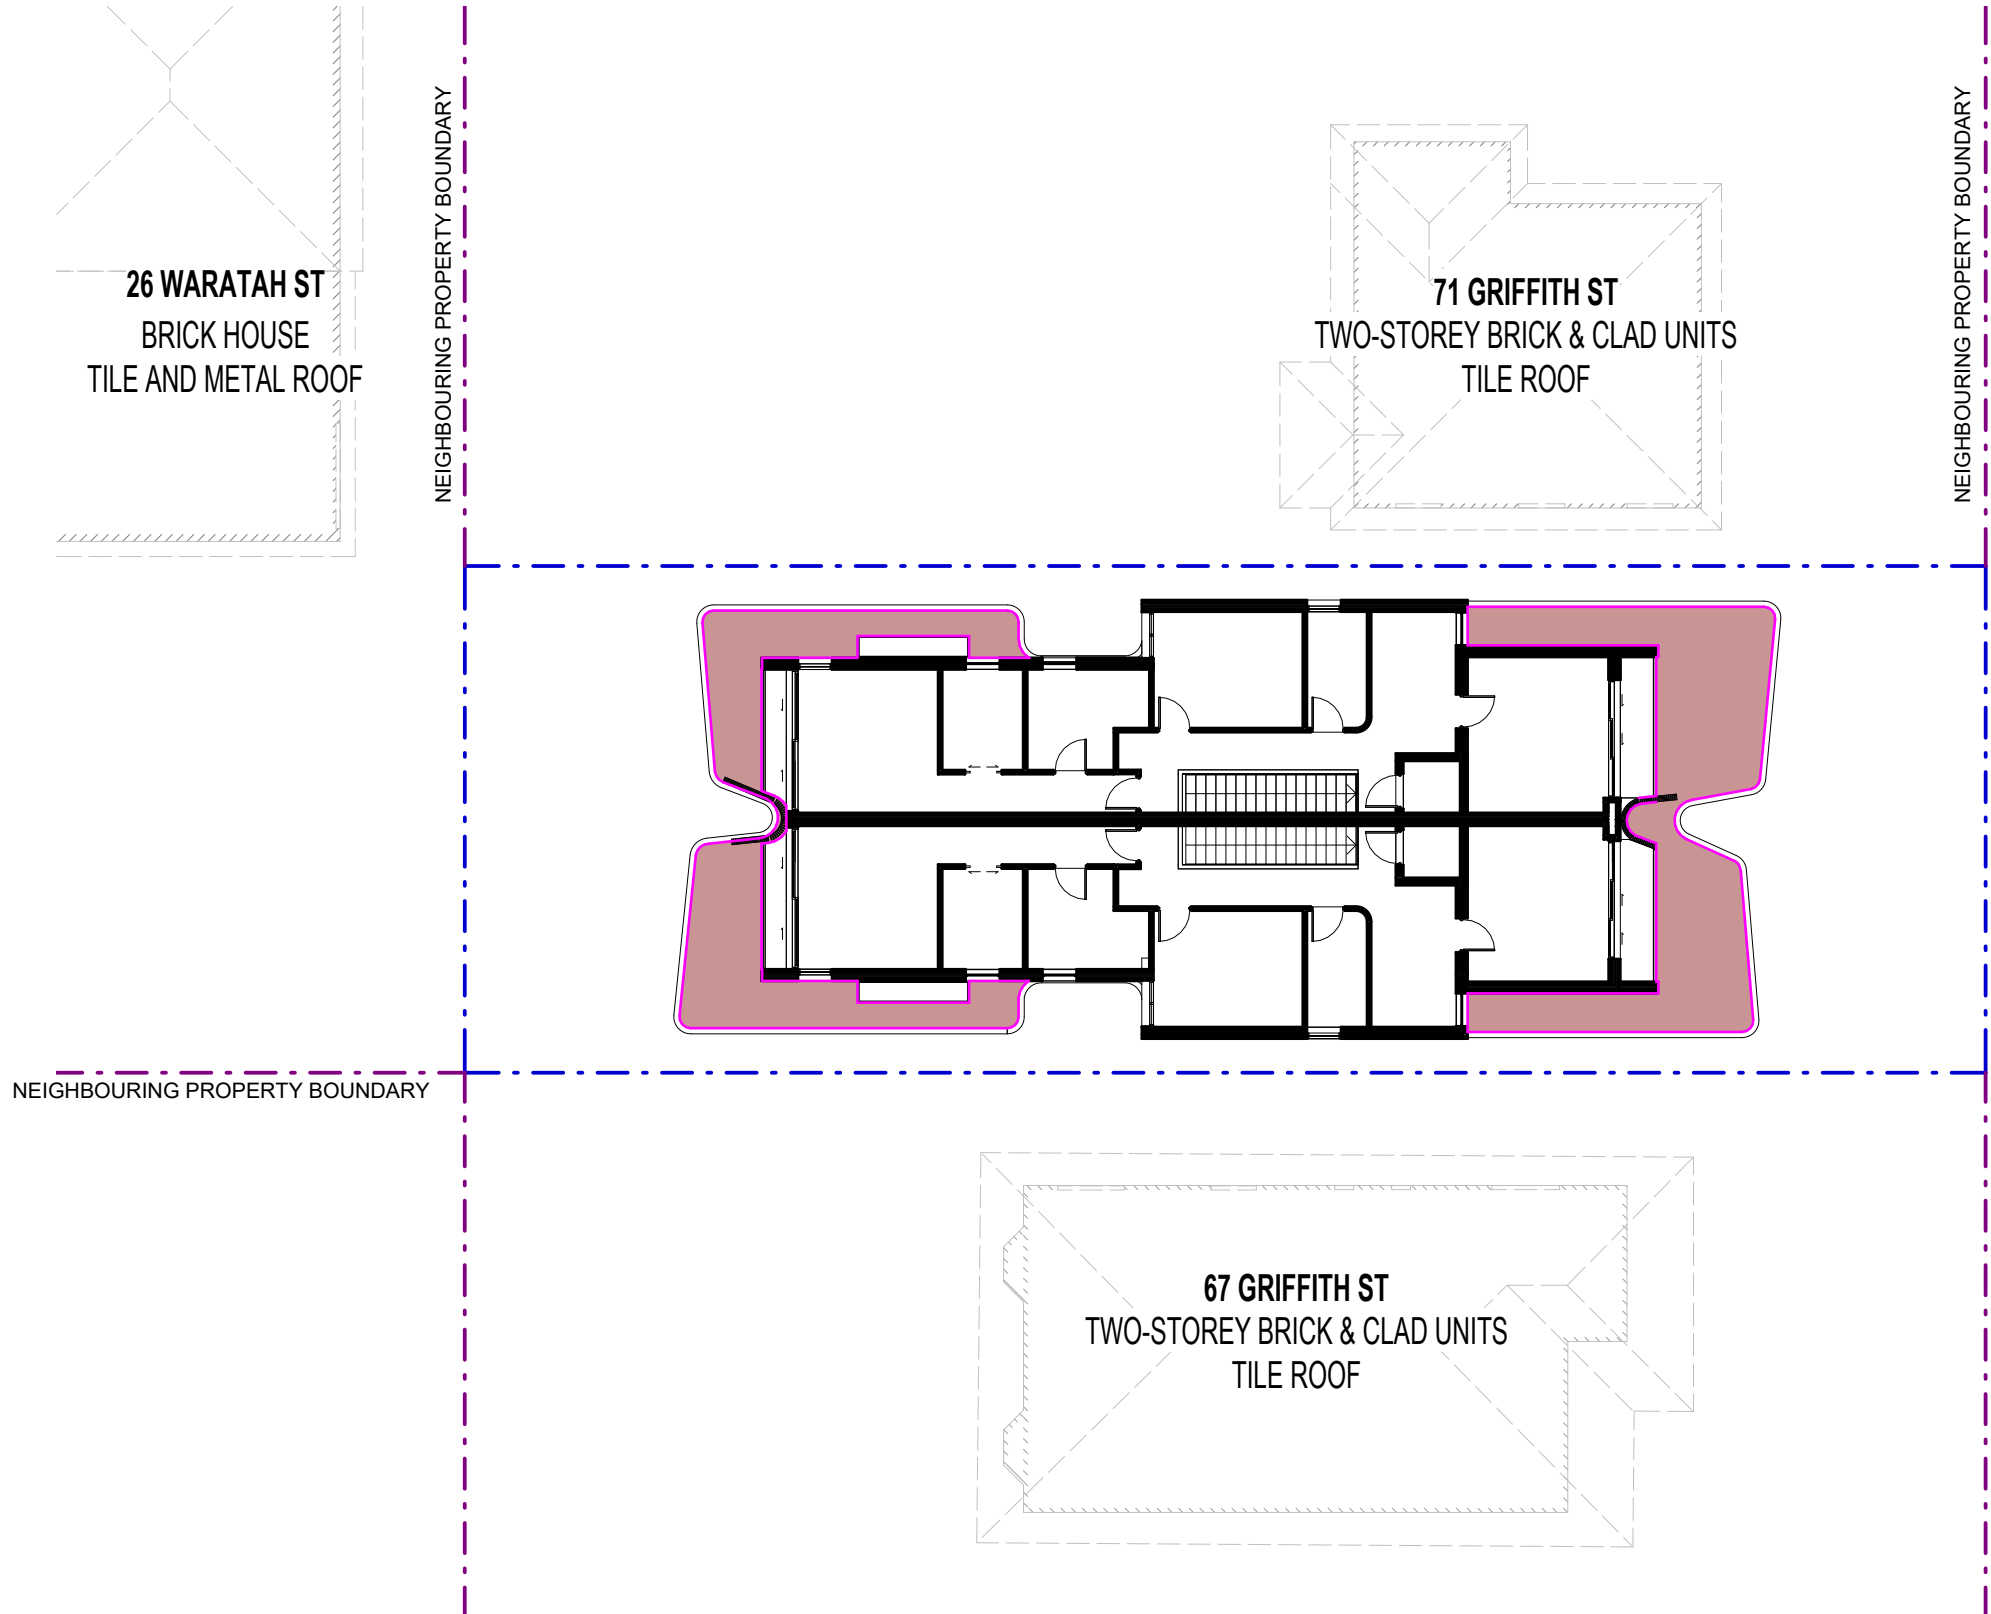 NEIGHBOURING PROPERTY BOUNDARY
NEIGHBOURING PROPERTY BOUNDARY
26 WARATAH ST
BRICK HOUSE
TILE AND METAL ROOF
71 GRIFFITH ST
TWO-STOREY BRICK & CLAD UNITS
TILE ROOF
NEIGHBOURING PROPERTY BOUNDARY
67 GRIFFITH ST
TWO-STOREY BRICK & CLAD UNITS
TILE ROOF